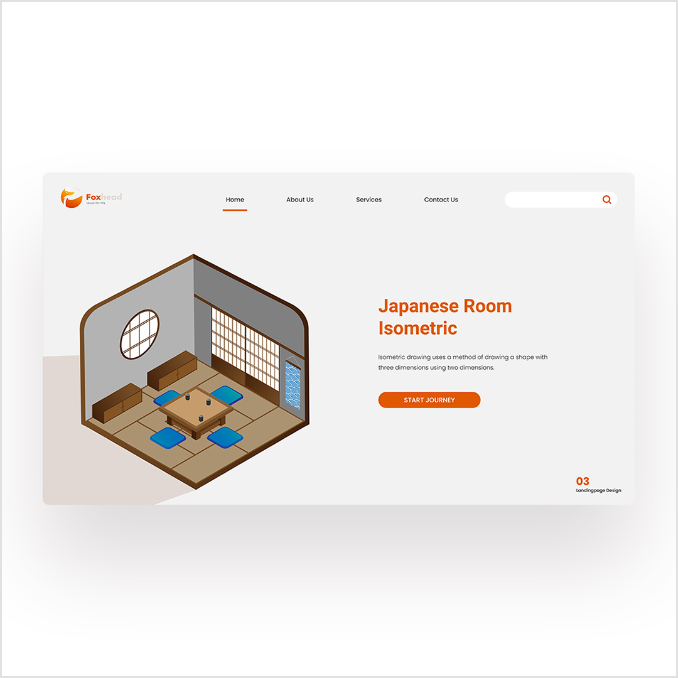 Foxhead
Home
About Us
Services
Contact Us
Japanese Room
Isometric
Isometric drawing uses a method of drawing a shape with
three dimensions using two dimensions.
START JOURNEY
03
Landingpage Design